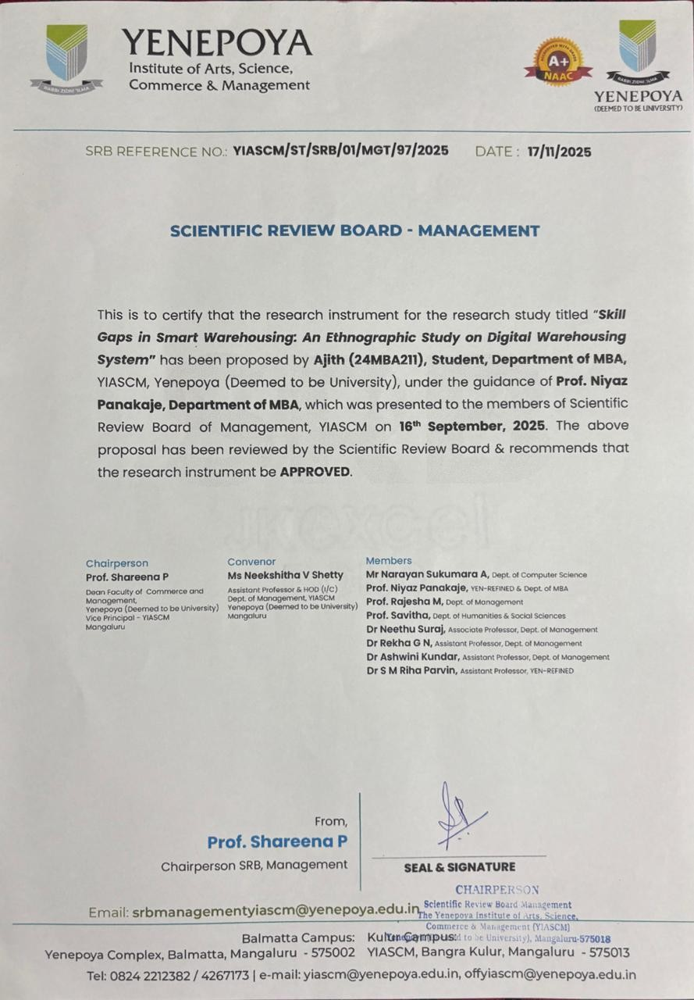 YENEPOYA
Institute of Arts, Science,
Commerce & Management
RABBI ZIDNI 'ILMA
ACCREDITED WITH GRADE
A+
NAAC
RABBI ZIDNI 'ILMA
YENEPOYA
(DEEMED TO BE UNIVERSITY)
SRB REFERENCE NO.: YIASCM/ST/SRB/01/MGT/97/2025 DATE : 17/11/2025
SCIENTIFIC REVIEW BOARD - MANAGEMENT
This is to certify that the research instrument for the research study titled “Skill
Gaps in Smart Warehousing: An Ethnographic Study on Digital Warehousing
System” has been proposed by Ajith (24MBA211), Student, Department of MBA,
YIASCM, Yenepoya (Deemed to be University), under the guidance of Prof. Niyaz
Panakaje, Department of MBA, which was presented to the members of Scientific
Review Board of Management, YIASCM on 16th September, 2025. The above
proposal has been reviewed by the Scientific Review Board & recommends that
the research instrument be APPROVED.
Chairperson
Prof. Shareena P
Dean Faculty of Commerce and
Management,
Yenepoya (Deemed to be University)
Vice Principal - YIASCM
Mangaluru
Convenor
Ms Neekshitha V Shetty
Assistant Professor & HOD (I/C)
Dept. of Management, YIASCM
Yenepoya (Deemed to be University)
Mangaluru
Members
Mr Narayan Sukumara A, Dept. of Computer Science
Prof. Niyaz Panakaje, YEN-REFINED & Dept. of MBA
Prof. Rajesha M, Dept. of Management
Prof. Savitha, Dept. of Humanities & Social Sciences
Dr Neethu Suraj, Associate Professor, Dept. of Management
Dr Rekha G N, Assistant Professor, Dept. of Management
Dr Ashwini Kundar, Assistant Professor, Dept. of Management
Dr S M Riha Parvin, Assistant Professor, YEN-REFINED
From,
Prof. Shareena P
Chairperson SRB, Management
SEAL & SIGNATURE
CHAIRPERSON
Scientific Review Board Management
The Yenepoya Institute of Arts, Science,
Commerce & Management (YIASCM)
to be University), Mangaluru-575018
Email: srbmanagementyiascm@yenepoya.edu.in
Balmatta Campus:
Yenepoya Complex, Balmatta, Mangaluru - 575002
Kulur Campus:
YIASCM, Bangra Kulur, Mangaluru - 575013
Tel: 0824 2212382 / 4267173 | e-mail: yiascm@yenepoya.edu.in, offyiascm@yenepoya.edu.in